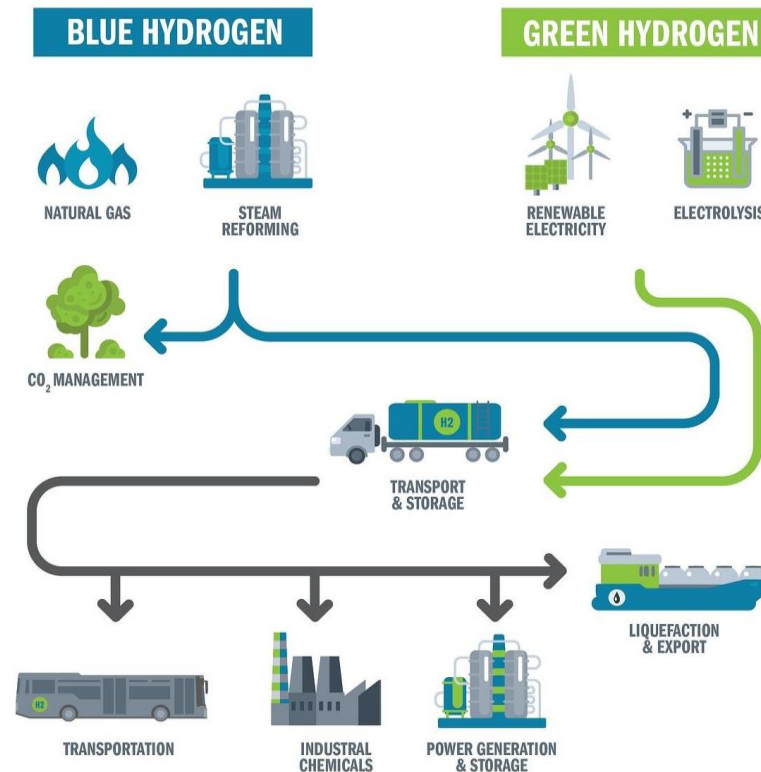 BLUE HYDROGEN
GREEN HYDROGEN
NATURAL GAS
STEAM
REFORMING
RENEWABLE
ELECTRICITY
ELECTROLYSIS
+ -
CO₂ MANAGEMENT
H2
TRANSPORT
& STORAGE
LIQUEFACTION
& EXPORT
H2
TRANSPORTATION
INDUSTRIAL
CHEMICALS
POWER GENERATION
& STORAGE